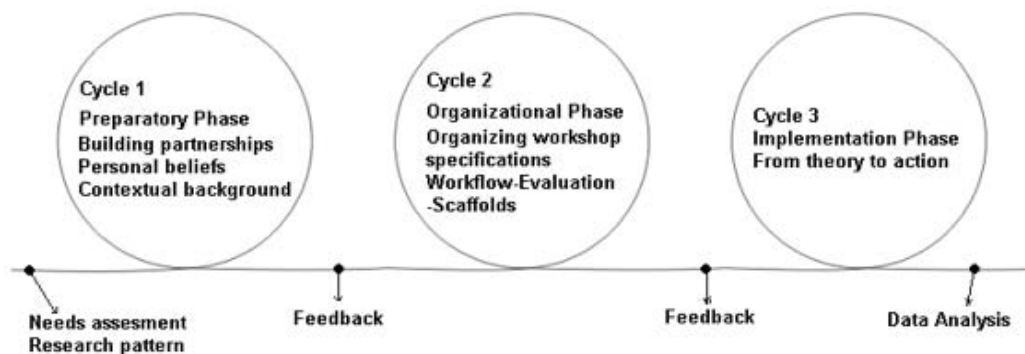 Cycle 1
Preparatory Phase
Building partnerships
Personal beliefs
Contextual background
Cycle 2
Organizational Phase
Organizing workshop
specifications
Workflow-Evaluation
-Scaffolds
Cycle 3
Implementation Phase
From theory to action
Needs assesment
Research pattern
Feedback
Feedback
Data Analysis